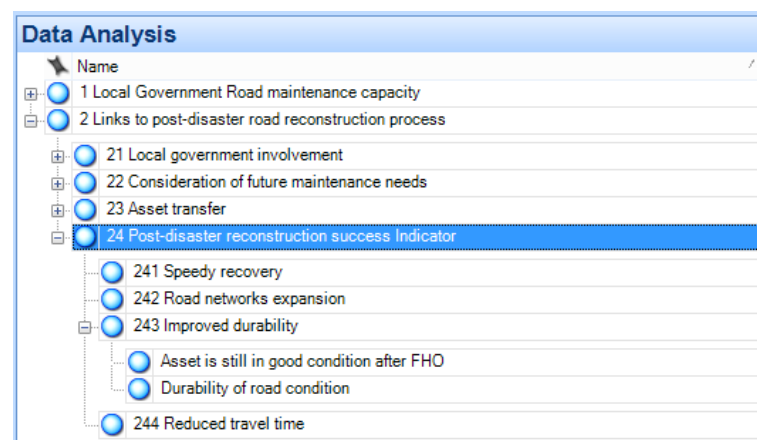 Data Analysis
Name
1 Local Government Road maintenance capacity
2 Links to post-disaster road reconstruction process
21 Local government involvement
22 Consideration of future maintenance needs
23 Asset transfer
24 Post-disaster reconstruction success Indicator
241 Speedy recovery
242 Road networks expansion
243 Improved durability
Asset is still in good condition after FHO
Durability of road condition
244 Reduced travel time